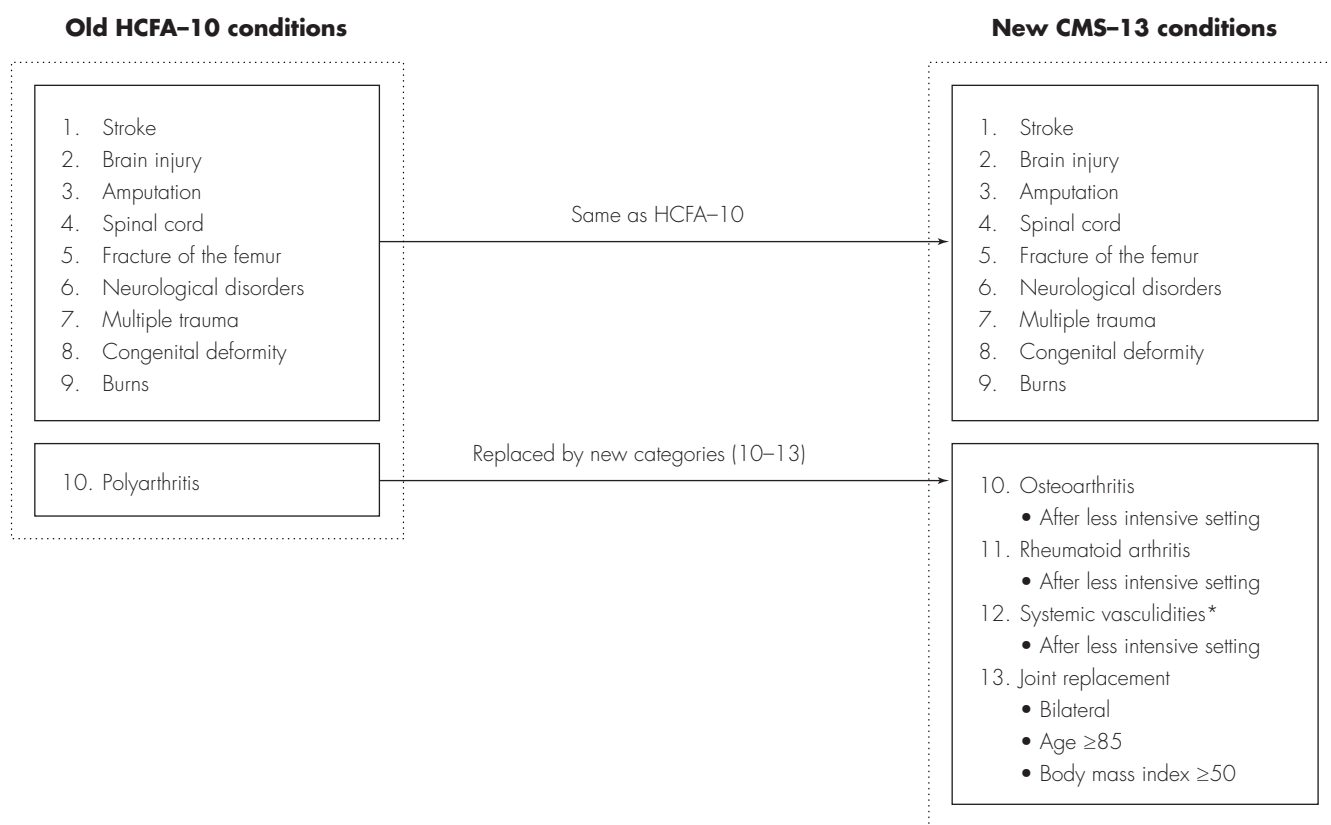 Old HCFA–10 conditions
New CMS–13 conditions
1. Stroke
2. Brain injury
3. Amputation
4. Spinal cord
5. Fracture of the femur
6. Neurological disorders
7. Multiple trauma
8. Congenital deformity
9. Burns
Same as HCFA–10
1. Stroke
2. Brain injury
3. Amputation
4. Spinal cord
5. Fracture of the femur
6. Neurological disorders
7. Multiple trauma
8. Congenital deformity
9. Burns
10. Polyarthritis
Replaced by new categories (10–13)
10. Osteoarthritis
• After less intensive setting
11. Rheumatoid arthritis
• After less intensive setting
12. Systemic vasculidities*
• After less intensive setting
13. Joint replacement
• Bilateral
• Age ≥85
• Body mass index ≥50